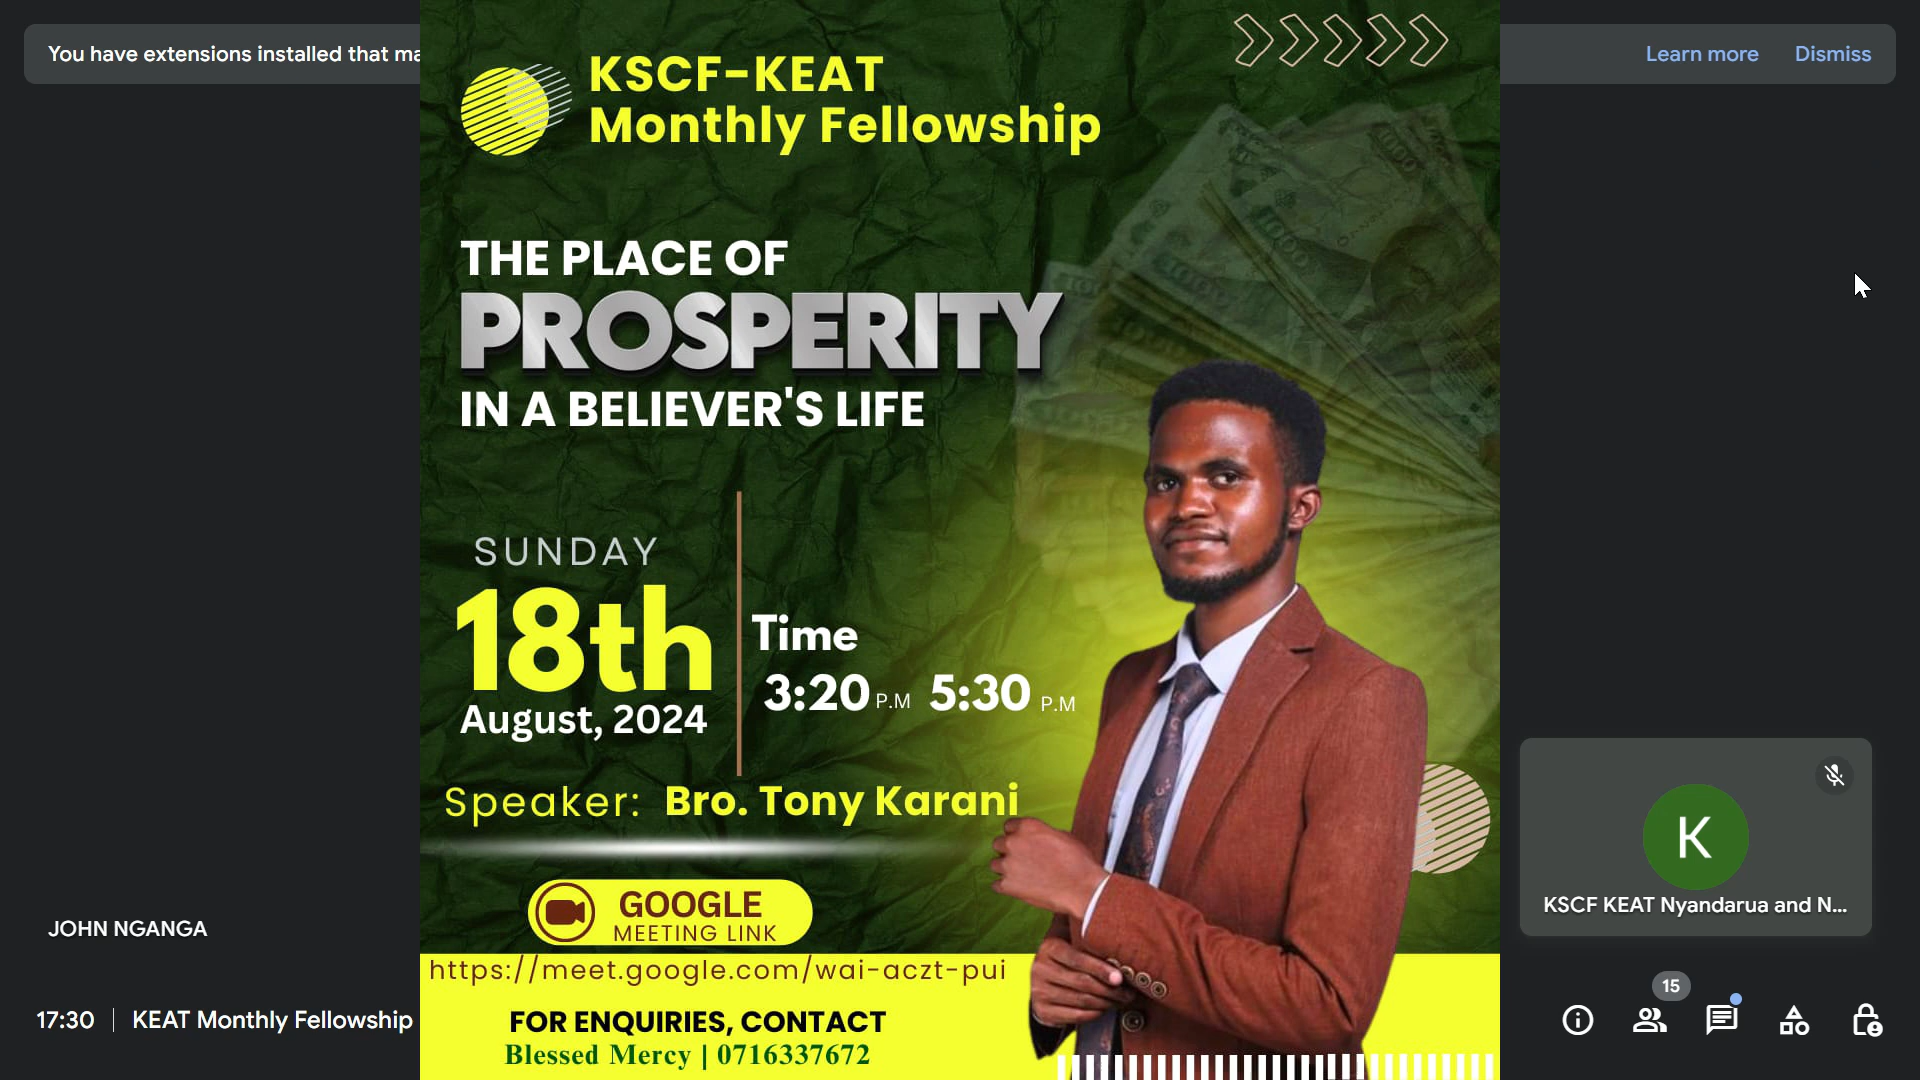 You have extensions installed that ma
Learn more
Dismiss
KSCF-KEAT
Monthly Fellowship
THE PLACE OF
PROSPERITY
IN A BELIEVER'S LIFE
SUNDAY
18th
August, 2024
Time
3:20 P.M 5:30 P.M
Speaker: Bro. Tony Karani
GOOGLE
MEETING LINK
https://meet.google.com/wai-aczt-pui
FOR ENQUIRIES, CONTACT
Blessed Mercy | 0716337672
JOHN NGANGA
17:30 | KEAT Monthly Fellowship
K
KSCF KEAT Nyandarua and N...
15